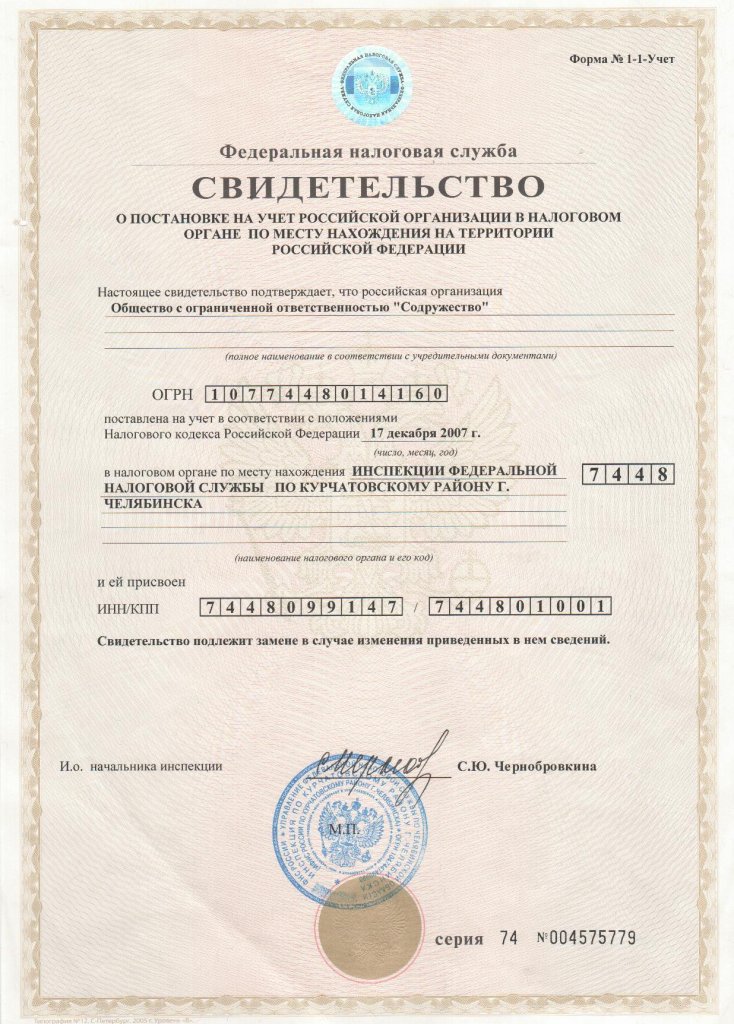 Форма № 1-1-Учет
Федеральная налоговая служба
СВИДЕТЕЛЬСТВО
О ПОСТАНОВКЕ НА УЧЕТ РОССИЙСКОЙ ОРГАНИЗАЦИИ В НАЛОГОВОМ
ОРГАНЕ ПО МЕСТУ НАХОЖДЕНИЯ НА ТЕРРИТОРИИ
РОССИЙСКОЙ ФЕДЕРАЦИИ
Настоящее свидетельство подтверждает, что российская организация
Общество с ограниченной ответственностью "Содружество"
(полное наименование в соответствии с учредительными документами)
ОГРН 1077448014160
поставлена на учет в соответствии с положениями
Налогового кодекса Российской Федерации 17 декабря 2007 г.
(число, месяц, год)
в налоговом органе по месту нахождения ИНСПЕКЦИИ ФЕДЕРАЛЬНОЙ 7448
НАЛОГОВОЙ СЛУЖБЫ ПО КУРЧАТОВСКОМУ РАЙОНУ Г.
ЧЕЛЯБИНСКА
(наименование налогового органа и его код)
и ей присвоен
ИНН/КПП 7448099147 / 744801001
Свидетельство подлежит замене в случае изменения приведенных в нем сведений.
И.о. начальника инспекции С.Ю. Чернобровкина
М.П.
серия 74 №004575779
Типография №12, С-Петербург, 2005 г. Уровень «В».